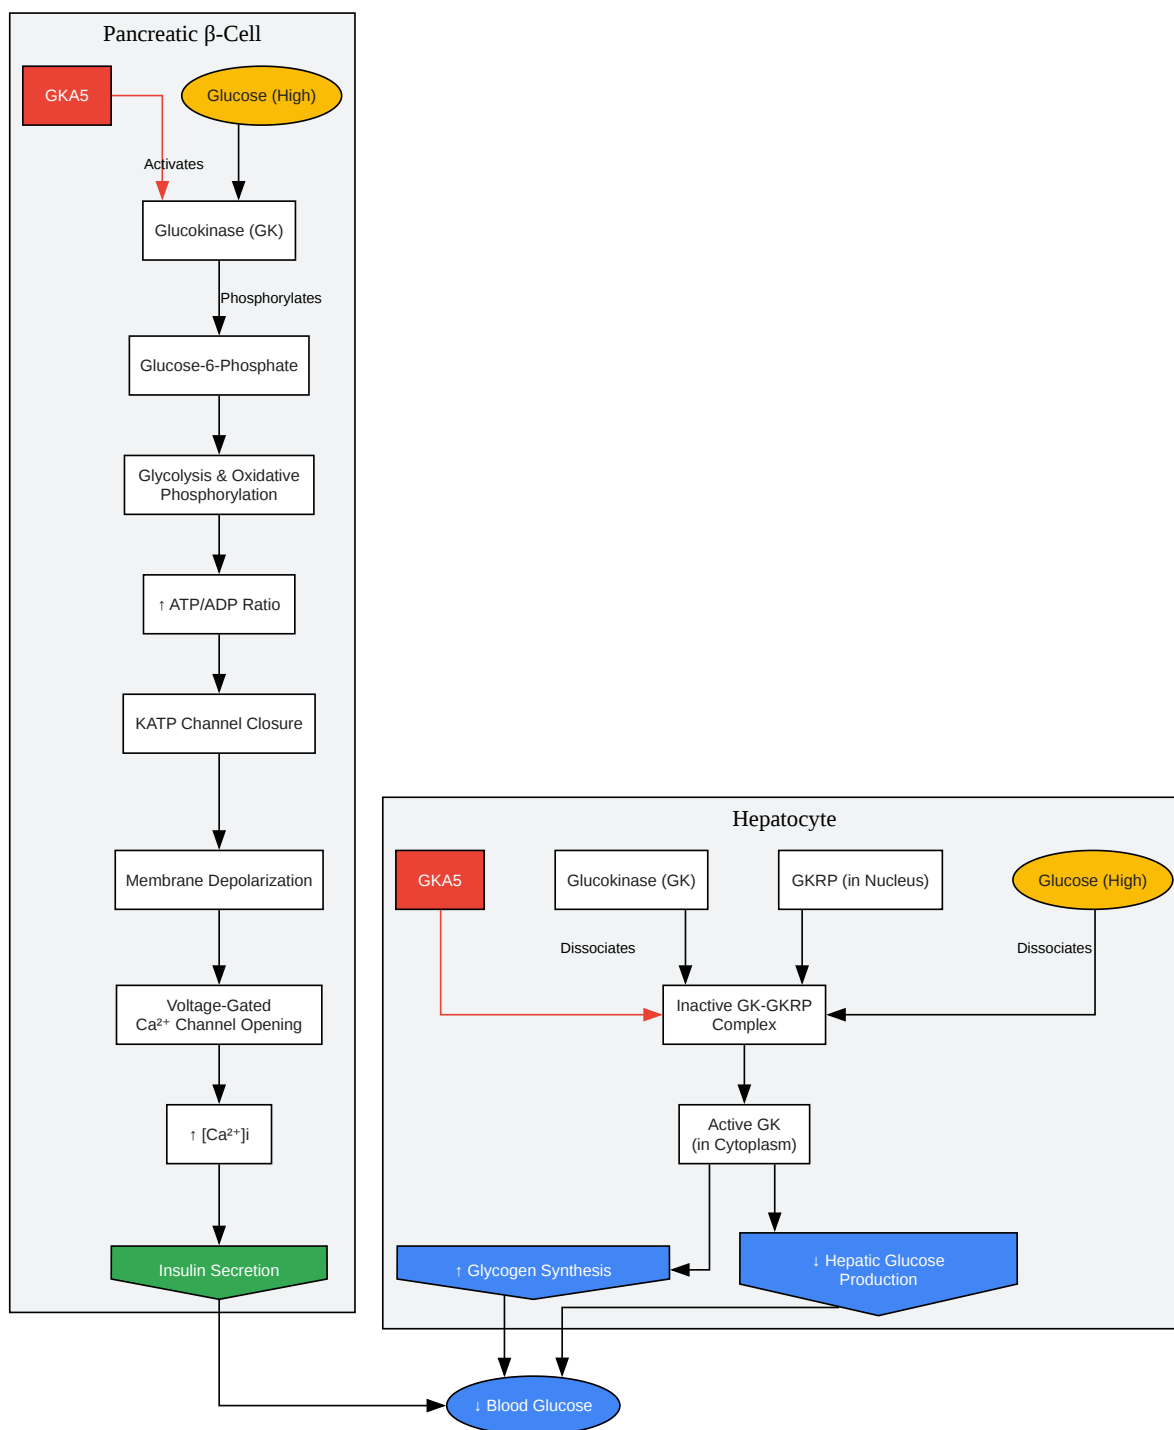 Pancreatic β-Cell
GKA5
Glucose (High)
Activates
Glucokinase (GK)
Phosphorylates
Glucose-6-Phosphate
Glycolysis & Oxidative
Phosphorylation
↑ ATP/ADP Ratio
KATP Channel Closure
Membrane Depolarization
Voltage-Gated
Ca²⁺ Channel Opening
↑ [Ca²⁺]i
Insulin Secretion
Hepatocyte
GKA5
Glucokinase (GK)
GKRP (in Nucleus)
Glucose (High)
Dissociates
Dissociates
Inactive GK-GKRP
Complex
Active GK
(in Cytoplasm)
↑ Glycogen Synthesis
↓ Hepatic Glucose
Production
↓ Blood Glucose